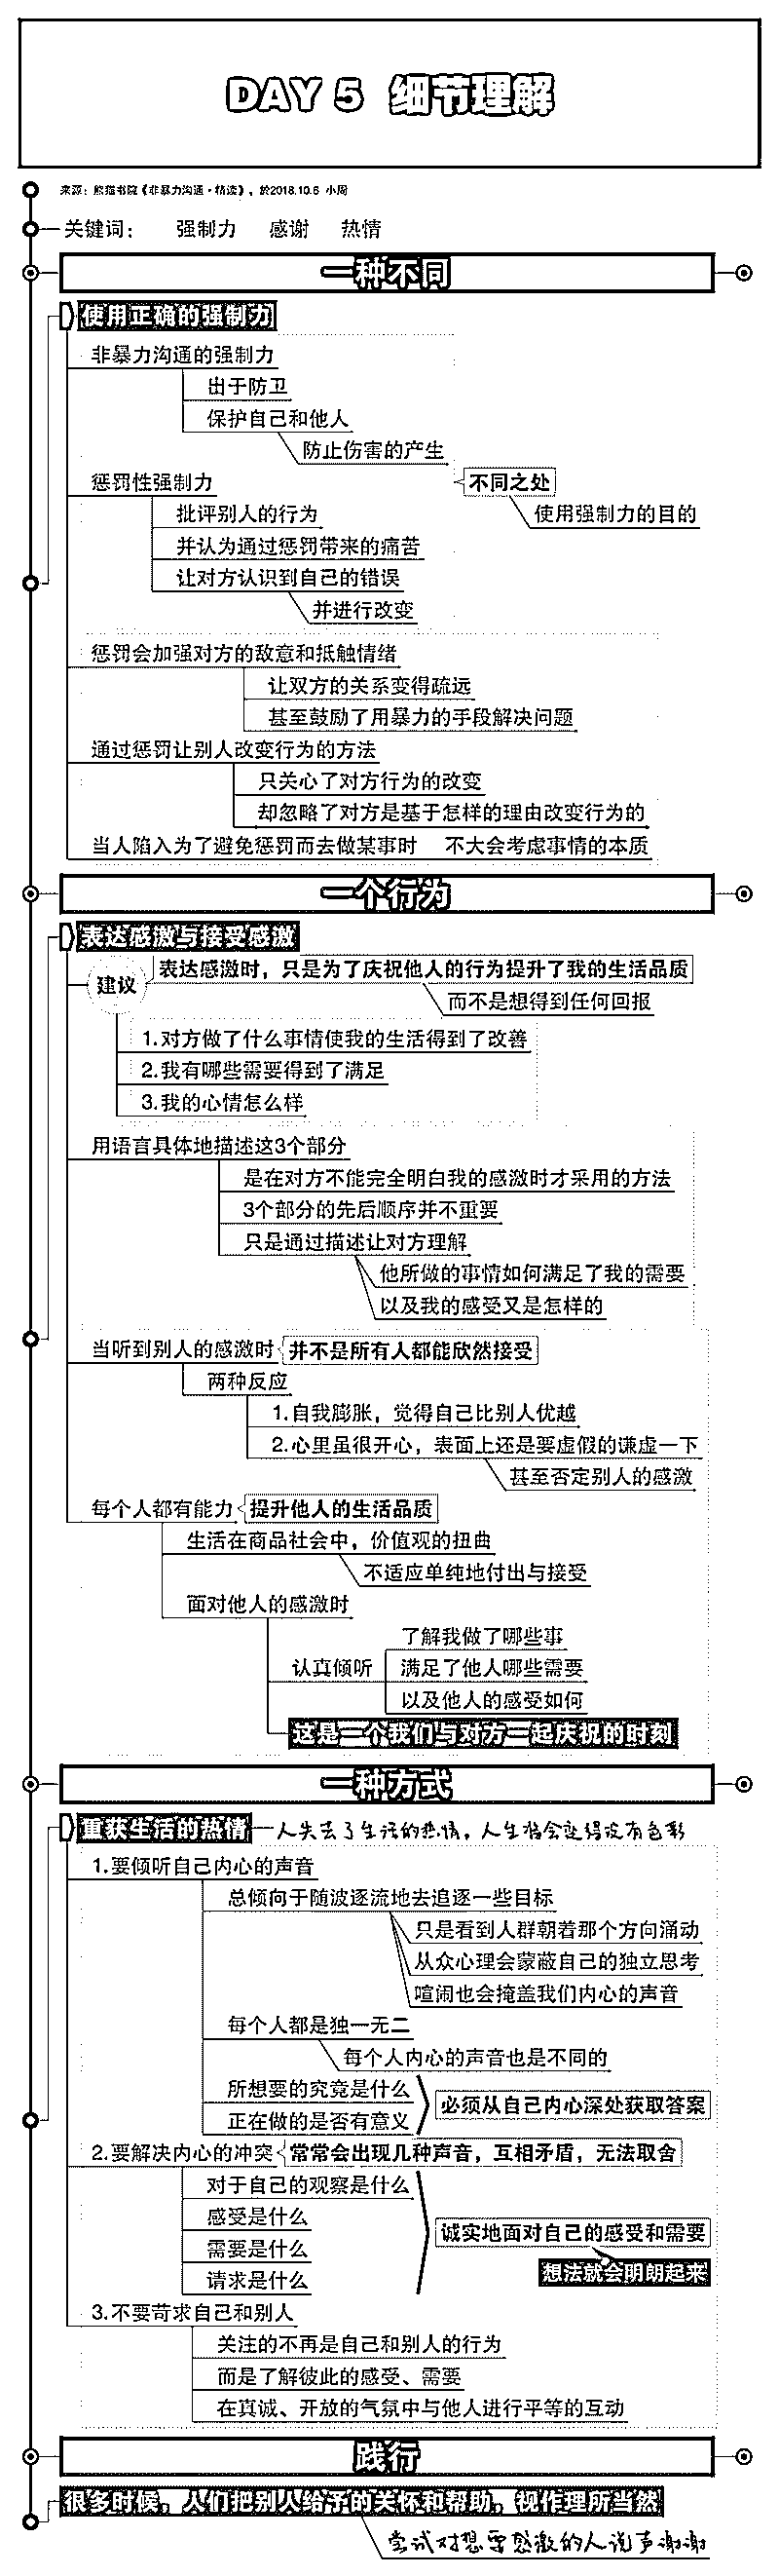 DAY 5 细节理解
来源：熊猫书院《非暴力沟通·精读》，於2018.10.6 小周
关键词： 强制力 感谢 热情
一种不同
使用正确的强制力
非暴力沟通的强制力
出于防卫
保护自己和他人
防止伤害的产生
惩罚性强制力
不同之处
批评别人的行为
使用强制力的目的
并认为通过惩罚带来的痛苦
让对方认识到自己的错误
并进行改变
惩罚会加强对方的敌意和抵触情绪
让双方的关系变得疏远
甚至鼓励了用暴力的手段解决问题
通过惩罚让别人改变行为的方法
只关心了对方行为的改变
却忽略了对方是基于怎样的理由改变行为的
当人陷入为了避免惩罚而去做某事时 不大会考虑事情的本质
一个行为
表达感激与接受感激
建议
表达感激时，只是为了庆祝他人的行为提升了我的生活品质
而不是想得到任何回报
1.对方做了什么事情使我的生活得到了改善
2.我有哪些需要得到了满足
3.我的心情怎么样
用语言具体地描述这3个部分
是在对方不能完全明白我的感激时才采用的方法
3个部分的先后顺序并不重要
只是通过描述让对方理解
他所做的事情如何满足了我的需要
以及我的感受又是怎样的
当听到别人的感激时 并不是所有人都能欣然接受
两种反应
1.自我膨胀，觉得自己比别人优越
2.心里虽很开心，表面上还是要虚假的谦虚一下
甚至否定别人的感激
每个人都有能力 提升他人的生活品质
生活在商品社会中，价值观的扭曲
不适应单纯地付出与接受
面对他人的感激时
认真倾听
了解我做了哪些事
满足了他人哪些需要
以及他人的感受如何
这是一个我们与对方一起庆祝的时刻
一种方式
重获生活的热情 人失去了生活的热情，人生将会变得没有色彩
1.要倾听自己内心的声音
总倾向于随波逐流地去追逐一些目标
只是看到人群朝着那个方向涌动
从众心理会蒙蔽自己的独立思考
喧闹也会掩盖我们内心的声音
每个人都是独一无二
每个人内心的声音也是不同的
所想要的究竟是什么
正在做的是否有意义
必须从自己内心深处获取答案
2.要解决内心的冲突 常常会出现几种声音，互相矛盾，无法取舍
对于自己的观察是什么
感受是什么
需要是什么
请求是什么
诚实地面对自己的感受和需要
想法就会明朗起来
3.不要苛求自己和别人
关注的不再是自己和别人的行为
而是了解彼此的感受、需要
在真诚、开放的气氛中与他人进行平等的互动
践行
很多时候，人们把别人给予的关怀和帮助，视作理所当然
尝试对想要感激的人说声谢谢